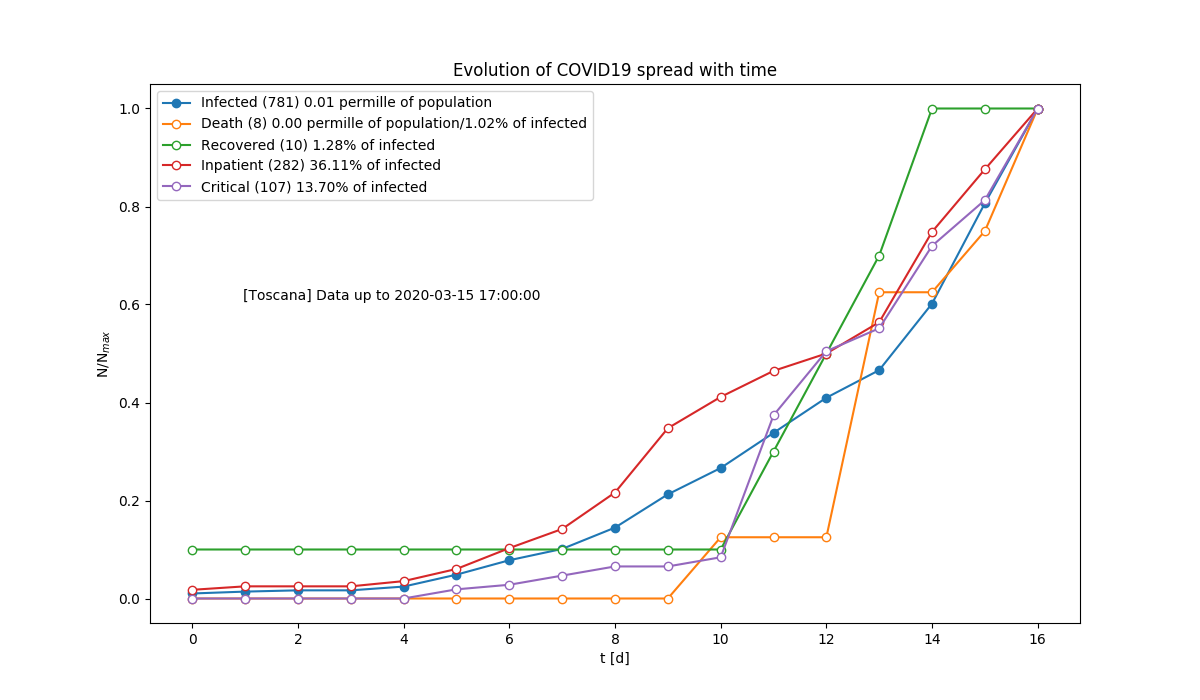 Evolution of COVID19 spread with time
Infected (781) 0.01 permille of population
Death (8) 0.00 permille of population/1.02% of infected
Recovered (10) 1.28% of infected
Inpatient (282) 36.11% of infected
Critical (107) 13.70% of infected
[Toscana] Data up to 2020-03-15 17:00:00
N/Nmax
1.0
0.8
0.6
0.4
0.2
0.0
0 2 4 6 8 10 12 14 16
t [d]